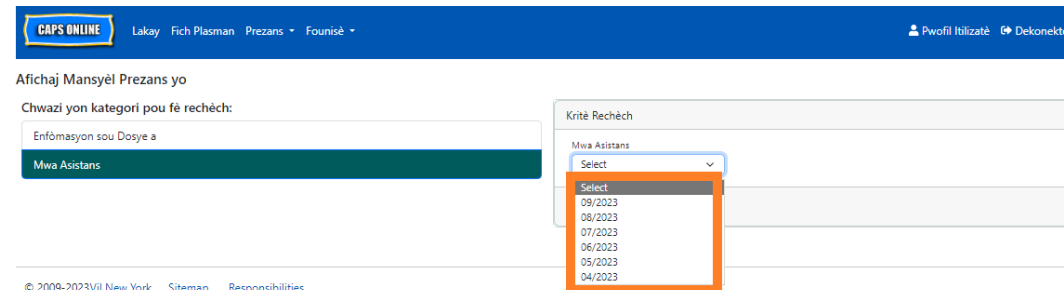 CAPS ONLINE Lakay Fich Plasman Prezans Founisè Pwofil Itilizatè Dekonekte
Afichaj Mansyèl Prezans yo
Chwazi yon kategori pou fè rechèch:
Enfòmasyon sou Dosye a
Mwa Asistans
Kritè Rechèch
Mwa Asistans
Select
Select
09/2023
08/2023
07/2023
06/2023
05/2023
04/2023
© 2009-2023Vil New York Sitemap Responsibilities